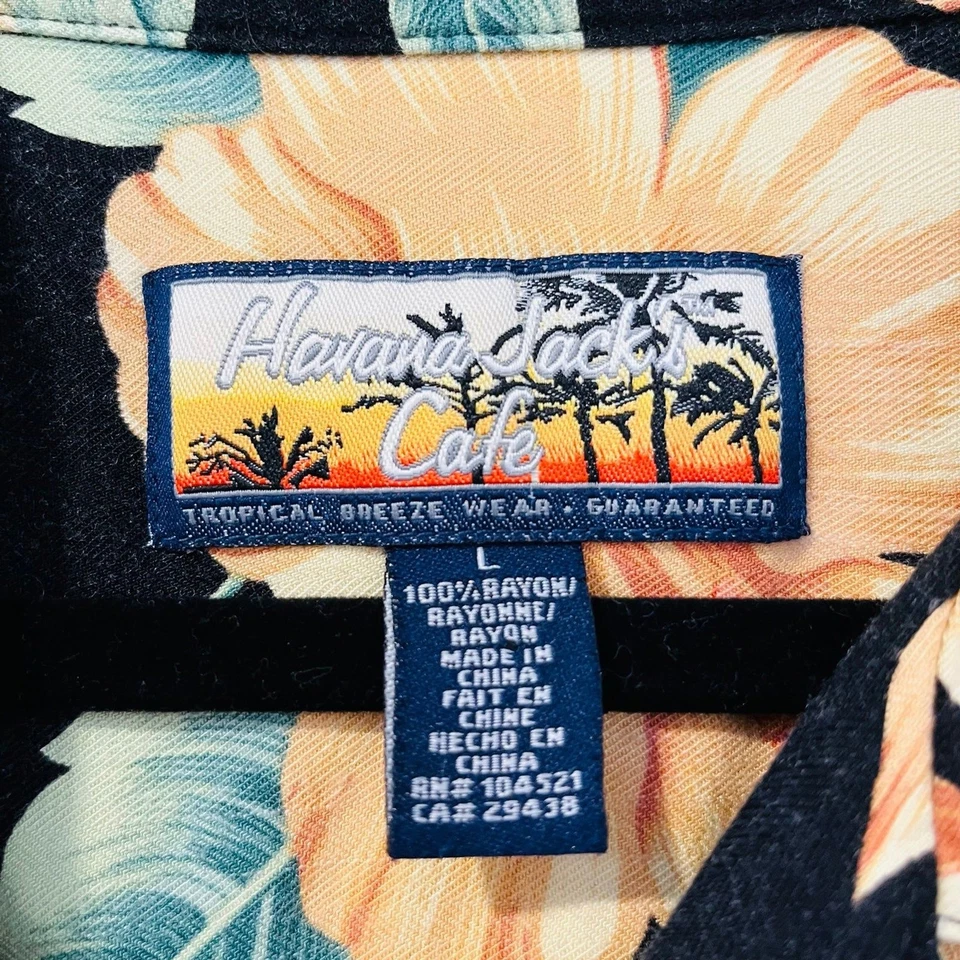 Havana Jack's™
Cafe
TROPICAL BREEZE WEAR • GUARANTEED
L
100% RAYON/
RAYONNE/
RAYON
MADE IN
CHINA
FAIT EN
CHINE
HECHO EN
CHINA
RN# 104521
CA# 29438